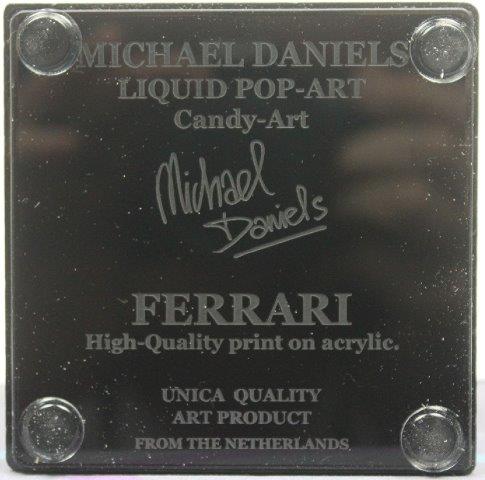 MICHAEL DANIELS
LIQUID POP-ART
Candy-Art
Michael
Daniels
FERRARI
High-Quality print on acrylic.
UNICA QUALITY
ART PRODUCT
FROM THE NETHERLANDS